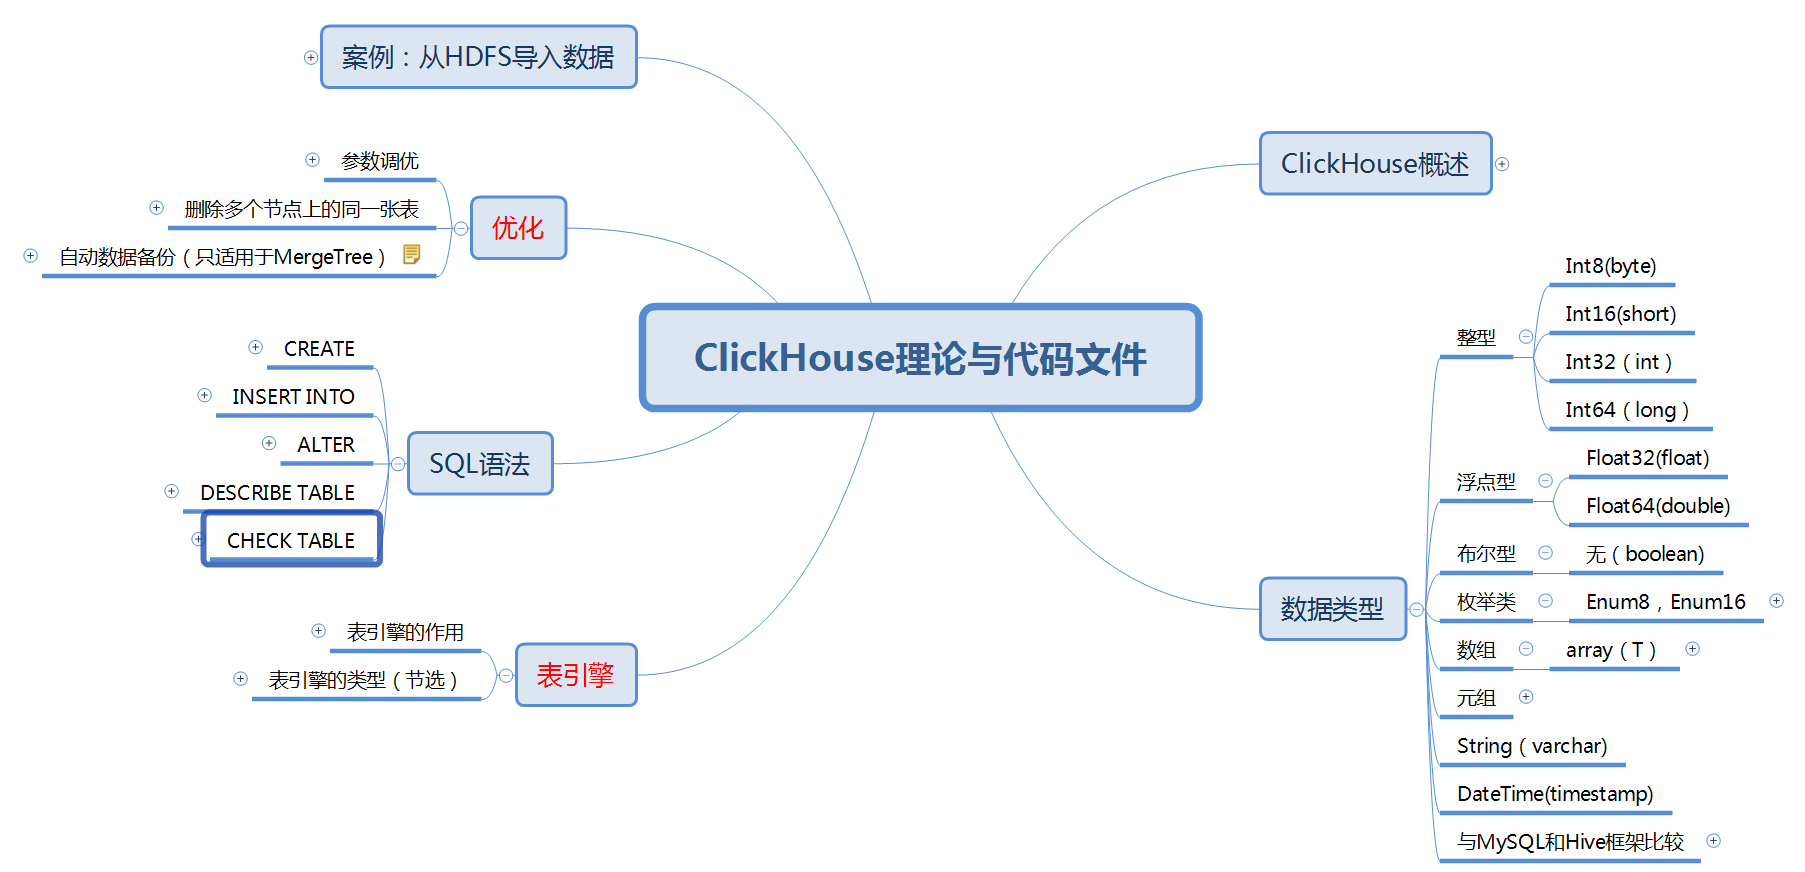 ClickHouse理论与代码文件
ClickHouse概述
数据类型
整型
Int8(byte)
Int16(short)
Int32（int）
Int64（long）
浮点型
Float32(float)
Float64(double)
布尔型
无（boolean)
枚举类
Enum8，Enum16
数组
array（T）
元组
String（varchar)
DateTime(timestamp)
与MySQL和Hive框架比较
案例：从HDFS导入数据
优化
参数调优
删除多个节点上的同一张表
自动数据备份（只适用于MergeTree）
SQL语法
CREATE
INSERT INTO
ALTER
DESCRIBE TABLE
CHECK TABLE
表引擎
表引擎的作用
表引擎的类型（节选）